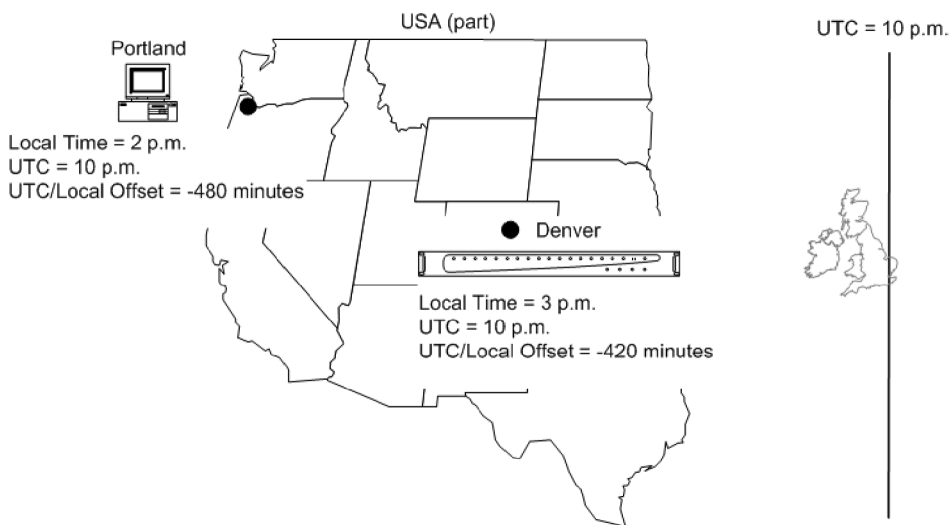 USA (part)
UTC = 10 p.m.
Portland
Local Time = 2 p.m.
UTC = 10 p.m.
UTC/Local Offset = -480 minutes
Denver
Local Time = 3 p.m.
UTC = 10 p.m.
UTC/Local Offset = -420 minutes